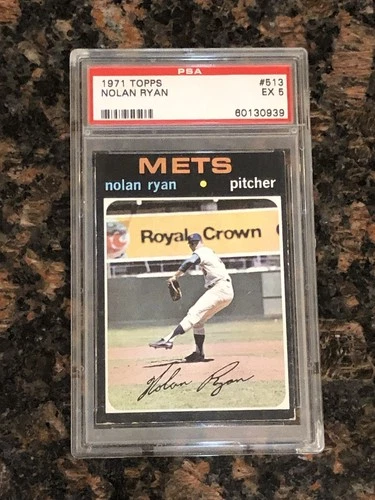 PSA
1971 TOPPS #513
NOLAN RYAN EX 5
60130939
METS
nolan ryan • pitcher
Royal Crown
Nolan Ryan